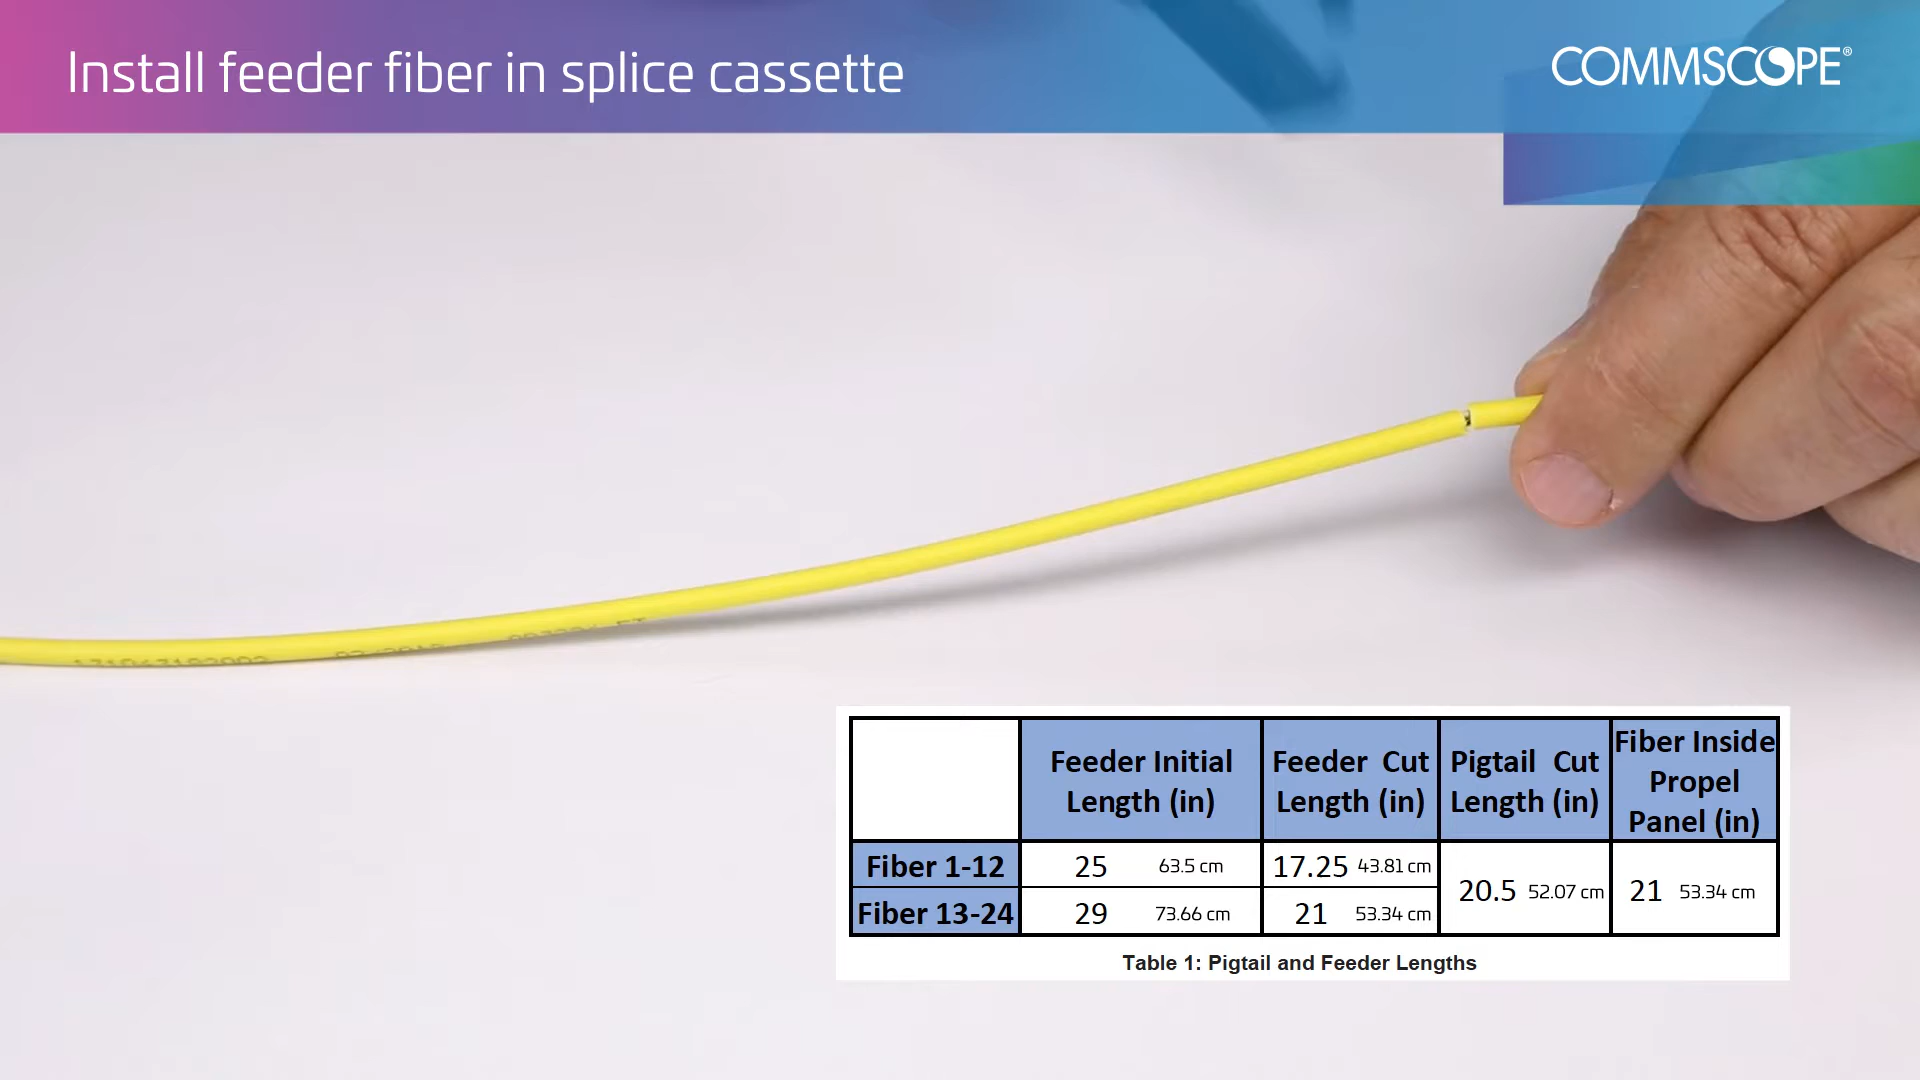 Install feeder fiber in splice cassette
COMMSCOPE®
Feeder Initial Length (in)
Feeder Cut Length (in)
Pigtail Cut Length (in)
Fiber Inside Propel Panel (in)
Fiber 1-12
25 63.5 cm
17.25 43.81 cm
20.5 52.07 cm
21 53.34 cm
Fiber 13-24
29 73.66 cm
21 53.34 cm
Table 1: Pigtail and Feeder Lengths